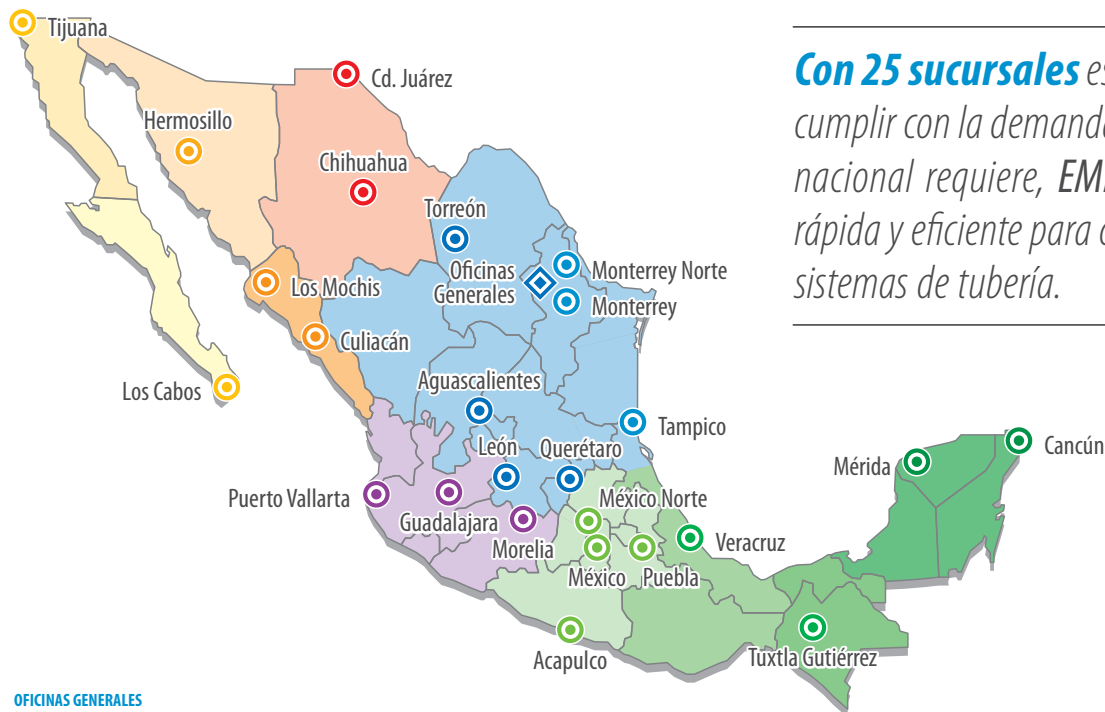 Tijuana
Cd. Juárez
Hermosillo
Chihuahua
Torreón
Oficinas
Generales
Monterrey Norte
Monterrey
Los Mochis
Culiacán
Los Cabos
Aguascalientes
Tampico
León
Querétaro
Puerto Vallarta
Guadalajara
Morelia
México Norte
México
Puebla
Veracruz
Acapulco
Tuxtla Gutiérrez
Mérida
Cancún
Con 25 sucursales
cumplir con la
nacional requiere,
rápida y eficiente para
sistemas de tubería.
OFICINAS GENERALES